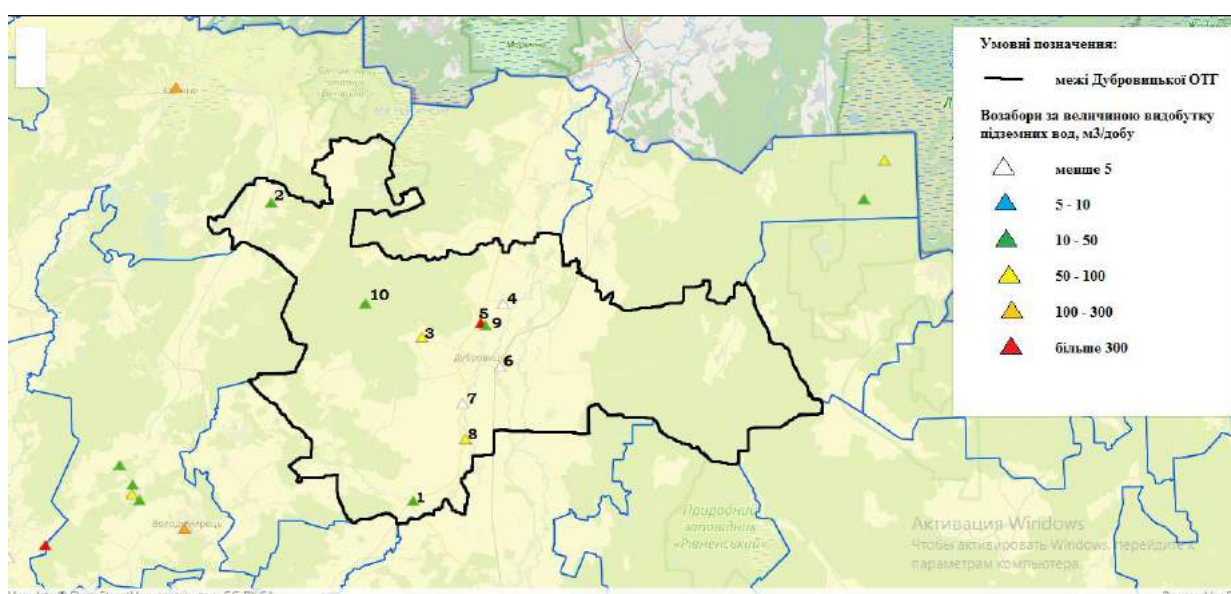 Умовні позначення:
межі Дубровицької ОТГ
Возабори за величиною видобутку
підземних вод, м3/добу
менше 5
5 - 10
10 - 50
50 - 100
100 - 300
більше 300
2
10
4
5
9
3
6
7
8
1
Володимирець
Природний
заповідник
«Рівненський»
Активация Windows
Чтобы активировать Windows, перейдите к
параметрам компьютера.